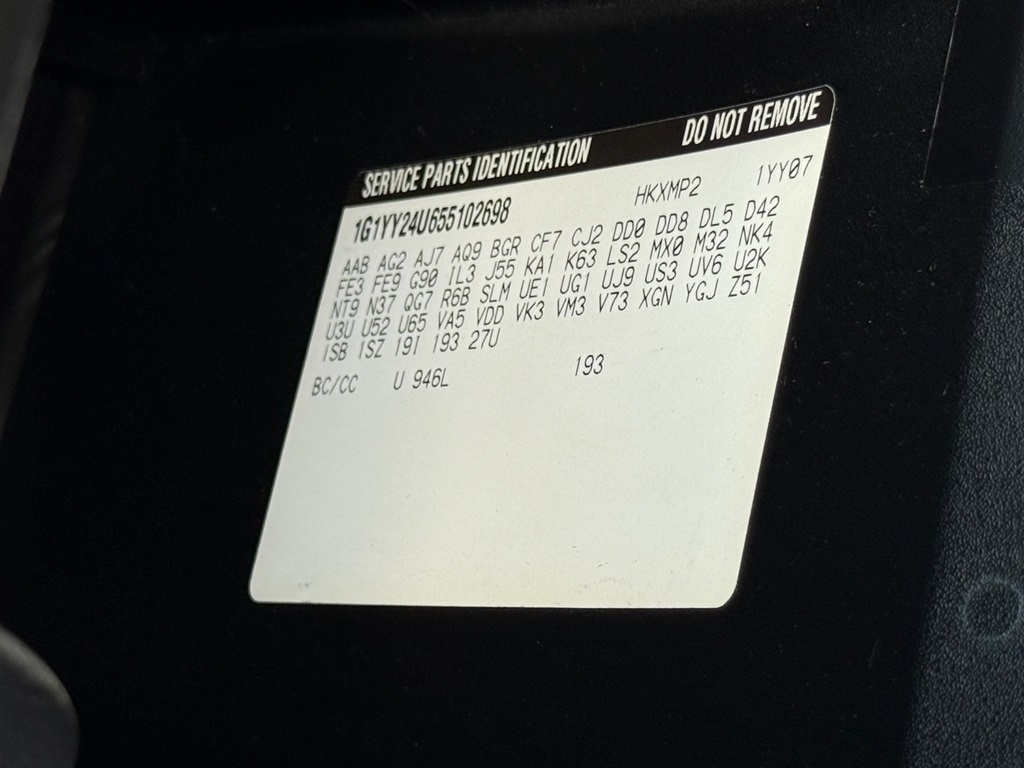 SERVICE PARTS IDENTIFICATION DO NOT REMOVE
1G1YY24U655102698 HKXMP2 1YY07
AAB AG2 AJ7 AQ9 BGR CF7 CJ2 DD0 DD8 DL5 D42
FE3 FE9 G90 IL3 J55 KA1 K63 LS2 MX0 M32 NK4
NT9 N37 QG7 R6B SLM UE1 UG1 UJ9 US3 UV6 U2K
U3U U52 U65 VA5 VDD VK3 VM3 V73 XGN YGJ Z51
1SB 1SZ 19I 193 27U
BC/CC U 946L 193